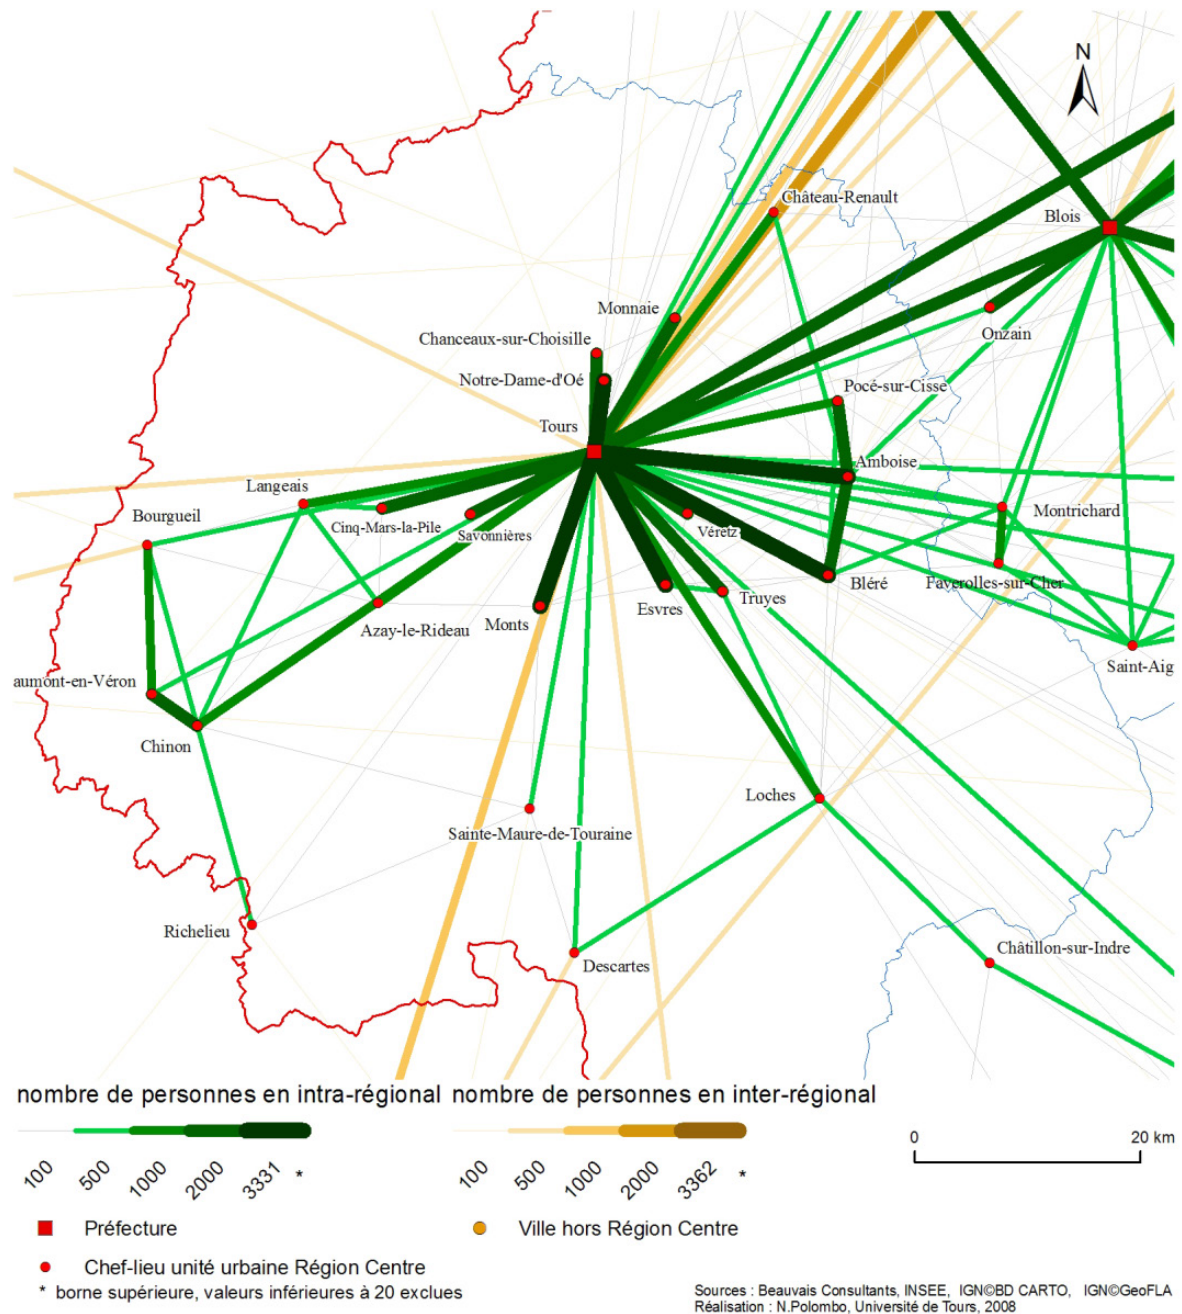 N
Château-Renault
Blois
Monnaie
Onzain
Chanceaux-sur-Choisille
Notre-Dame-d'Oé
Pocé-sur-Cisse
Tours
Amboise
Langeais
Bourgueil
Cinq-Mars-la-Pile
Savonnières
Véretz
Montrichard
Faverolles-sur-Cher
Bléré
Truyes
Esvres
Monts
Azay-le-Rideau
Saint-Aig
aumont-en-Véron
Chinon
Loches
Sainte-Maure-de-Touraine
Richelieu
Descartes
Châtillon-sur-Indre
nombre de personnes en intra-régional nombre de personnes en inter-régional
100 500 1000 2000 3331 * 100 500 1000 2000 3362 *
0 20 km
Préfecture Ville hors Région Centre
Chef-lieu unité urbaine Région Centre
* borne supérieure, valeurs inférieures à 20 exclues
Sources : Beauvais Consultants, INSEE, IGN©BD CARTO, IGN©GeoFLA
Réalisation : N.Polombo, Université de Tours, 2008